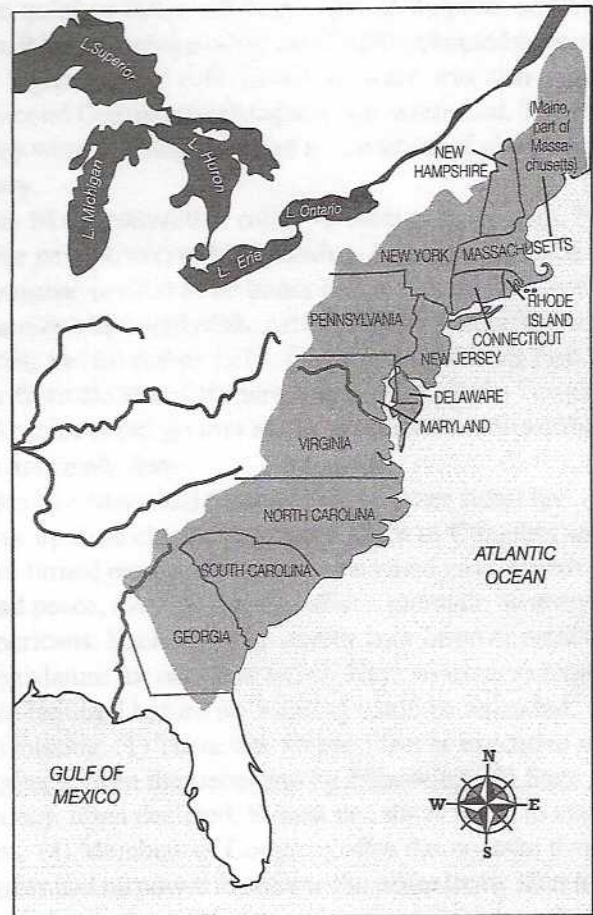 L.Superior
L. Michigan
L. Huron
L. Ontario
L. Erie
(Maine,
part of
Massa-
chusetts)
NEW
HAMPSHIRE
NEW YORK
MASSACHUSETTS
RHODE
ISLAND
CONNECTICUT
PENNSYLVANIA
NEW JERSEY
DELAWARE
MARYLAND
VIRGINIA
NORTH CAROLINA
SOUTH CAROLINA
GEORGIA
ATLANTIC
OCEAN
GULF OF
MEXICO
N
W
E
S